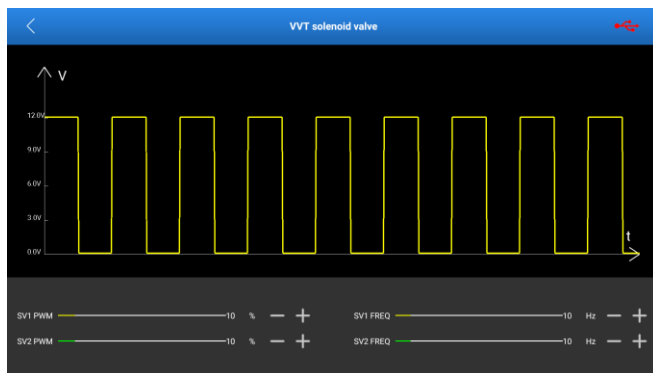 VVT solenoid valve
V
12.0V
9.0V
6.0V
3.0V
0.0V
t
SV1 PWM 10 % SV1 FREQ 10 Hz
SV2 PWM 10 % SV2 FREQ 10 Hz